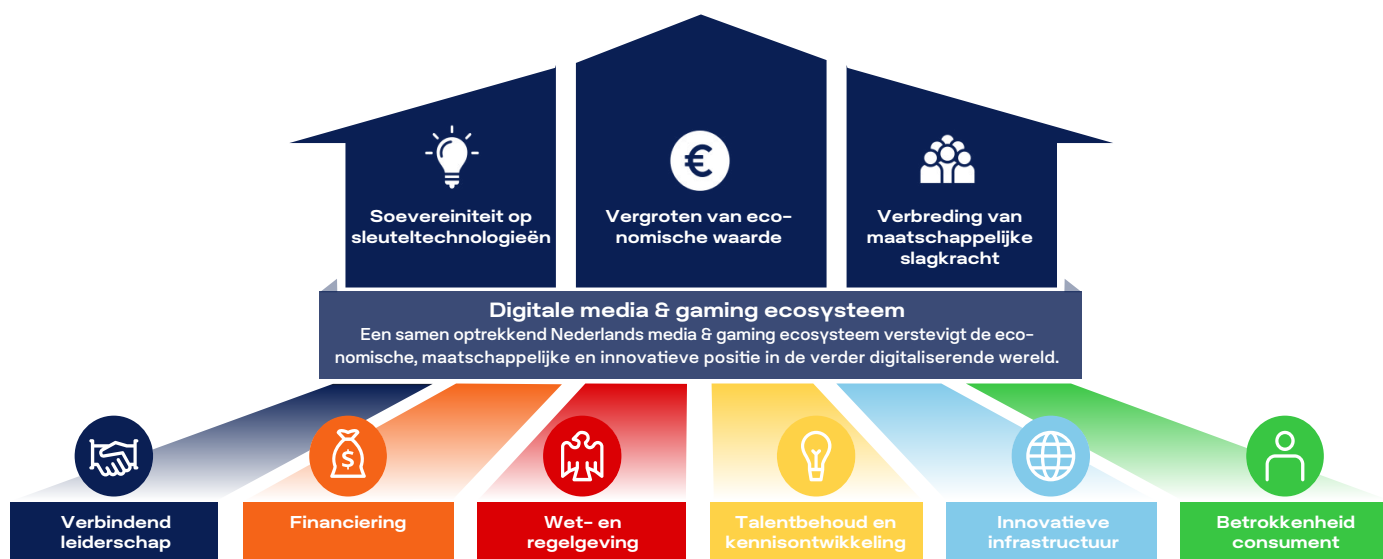 Soevereiniteit op
sleuteltechnologieën
Vergroten van eco-
nomische waarde
Verbreding van
maatschappelijke
slagkracht
Digitale media & gaming ecosysteem
Een samen optrekkend Nederlands media & gaming ecosysteem verstevigt de eco-
nomische, maatschappelijke en innovatieve positie in de verder digitaliserende wereld.
Verbindend
leiderschap
Financiering
Wet- en
regelgeving
Talentbehoud en
kennisontwikkeling
Innovatieve
infrastructuur
Betrokkenheid
consument